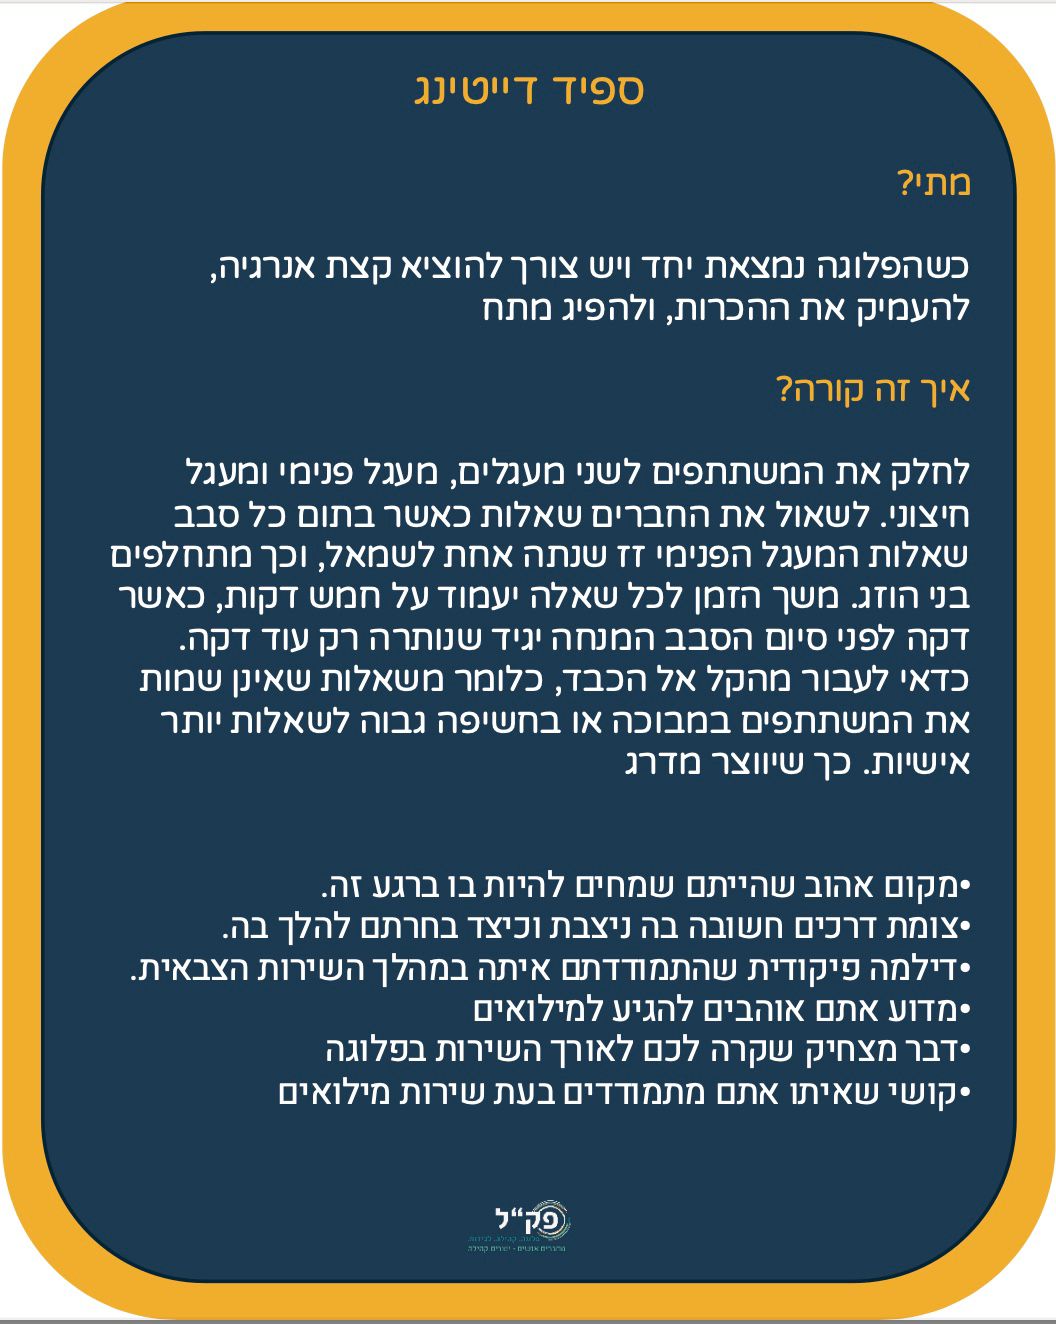 ספיד דייטינג
מתי?
כשהפלוגה נמצאת יחד ויש צורך להוציא קצת אנרגיה,
להעמיק את ההכרות, ולהפיג מתח
איך זה קורה?
לחלק את המשתתפים לשני מעגלים, מעגל פנימי ומעגל
חיצוני. לשאול את החברים שאלות כאשר בתום כל סבב
שאלות המעגל הפנימי זז שנתה אחת לשמאל, וכך מתחלפים
בני הוזג. משך הזמן לכל שאלה יעמוד על חמש דקות, כאשר
דקה לפני סיום הסבב המנחה יגיד שנותרה רק עוד דקה.
כדאי לעבור מהקל אל הכבד, כלומר משאלות שאינן שמות
את המשתתפים במבוכה או בחשיפה גבוה לשאלות יותר
אישיות. כך שיווצר מדרג
•מקום אהוב שהייתם שמחים להיות בו ברגע זה.
•צומת דרכים חשובה בה ניצבת וכיצד בחרתם להלך בה.
•דילמה פיקודית שהתמודדתם איתה במהלך השירות הצבאית.
•מדוע אתם אוהבים להגיע למילואים
•דבר מצחיק שקרה לכם לאורך השירות בפלוגה
•קושי שאיתו אתם מתמודדים בעת שירות מילואים
פק"ל
פלוגה. קהילה. לכידות.
יוצרים קהילה